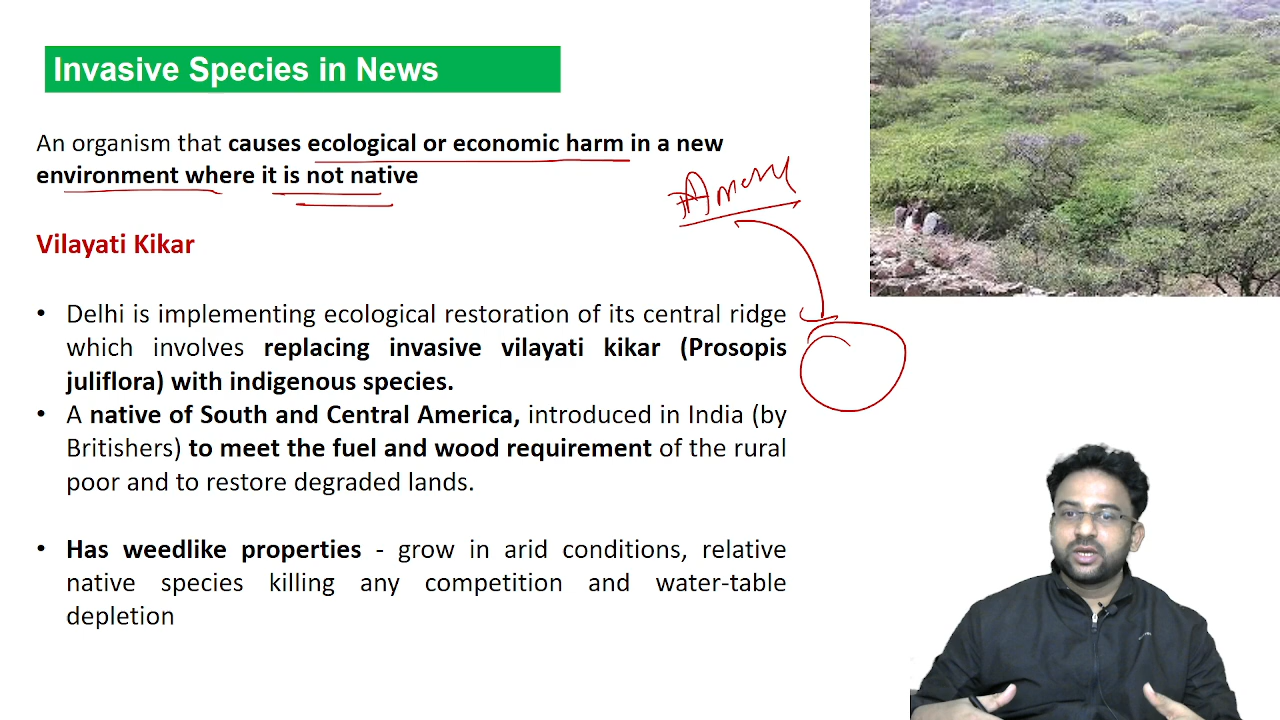 Invasive Species in News
An organism that causes ecological or economic harm in a new
environment where it is not native
Vilayati Kikar
• Delhi is implementing ecological restoration of its central ridge
which involves replacing invasive vilayati kikar (Prosopis
juliflora) with indigenous species.
• A native of South and Central America, introduced in India (by
Britishers) to meet the fuel and wood requirement of the rural
poor and to restore degraded lands.
• Has weedlike properties - grow in arid conditions, relative
native species killing any competition and water-table
depletion